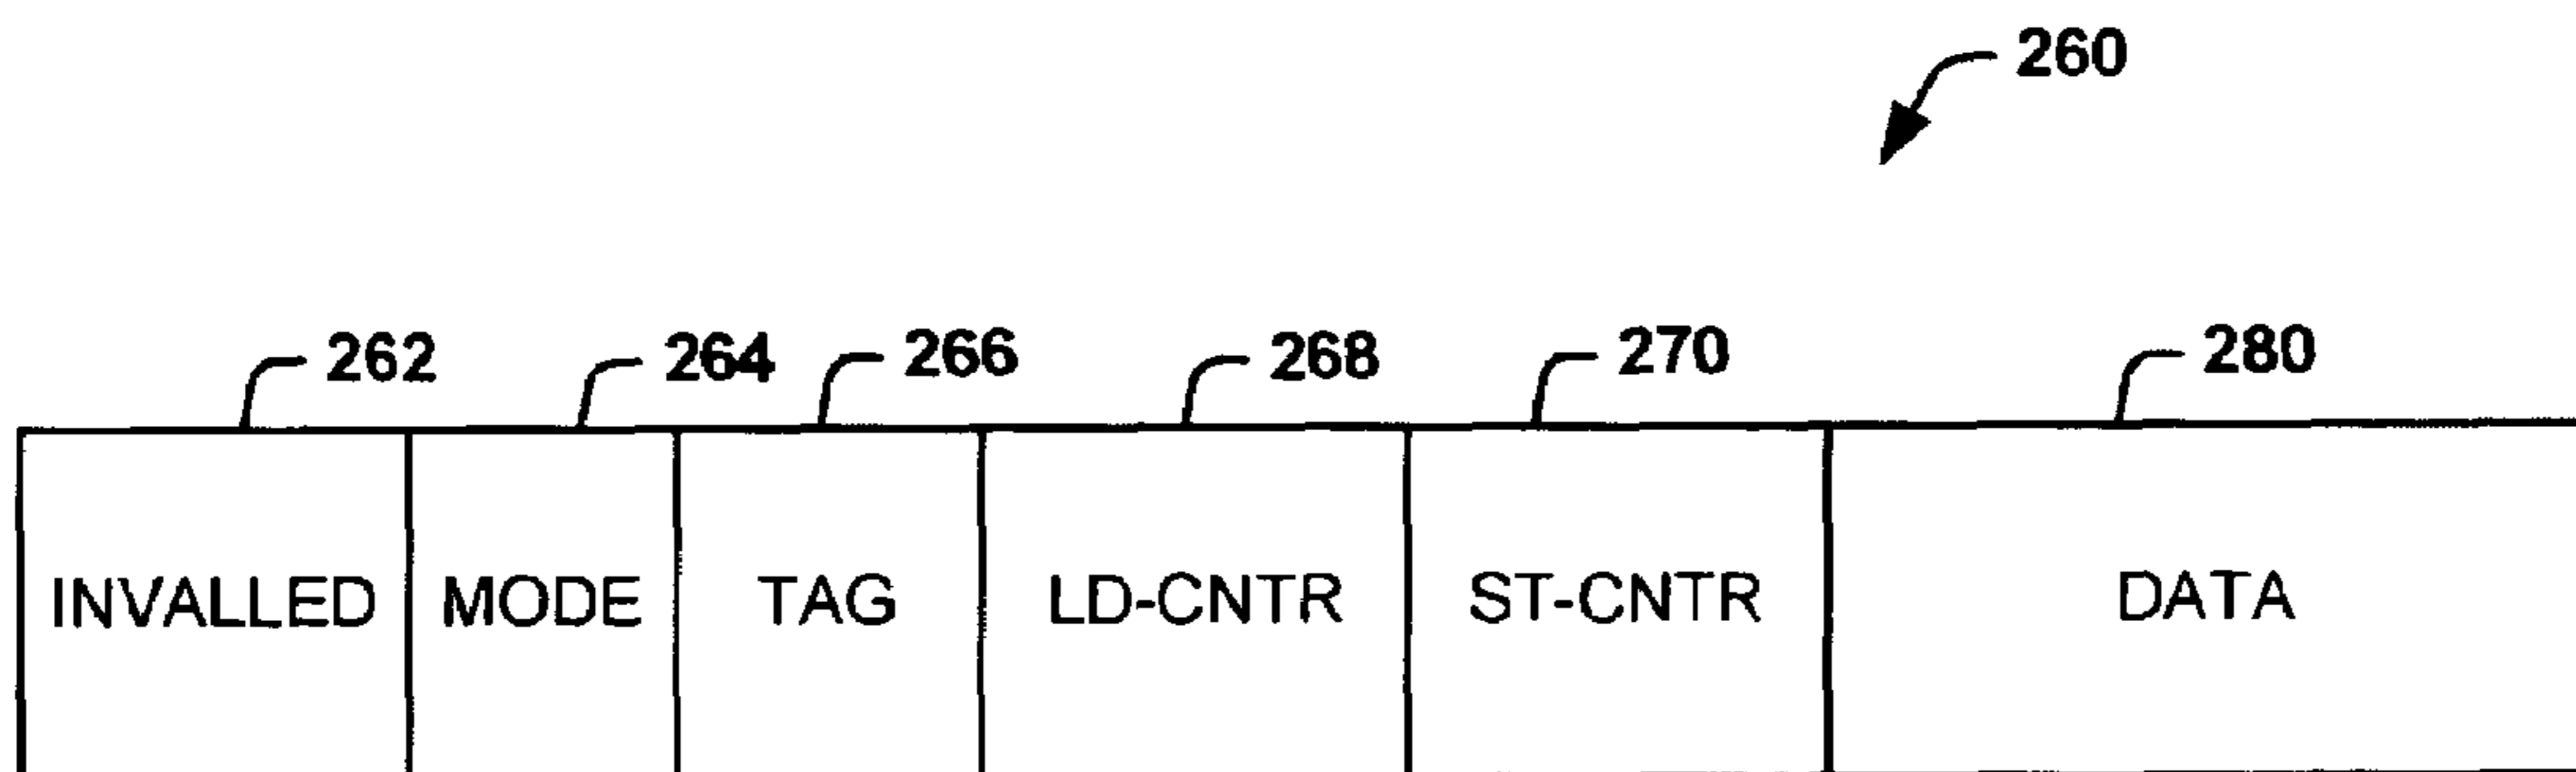 260
262 264 266 268 270 280
INVALLED MODE TAG LD-CNTR ST-CNTR DATA